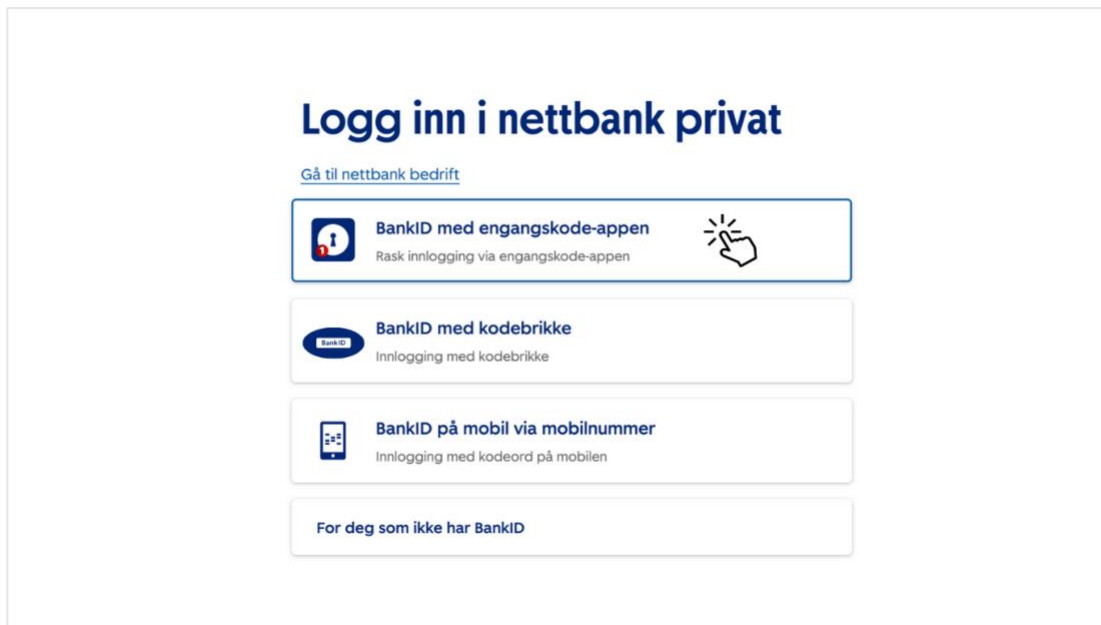 Logg inn i nettbank privat
Gå til nettbank bedrift
BankID med engangskode-appen
Rask innlogging via engangskode-appen
1
BankID med kodebrikke
BankID
Innlogging med kodebrikke
BankID på mobil via mobilnummer
Innlogging med kodeord på mobilen
For deg som ikke har BankID